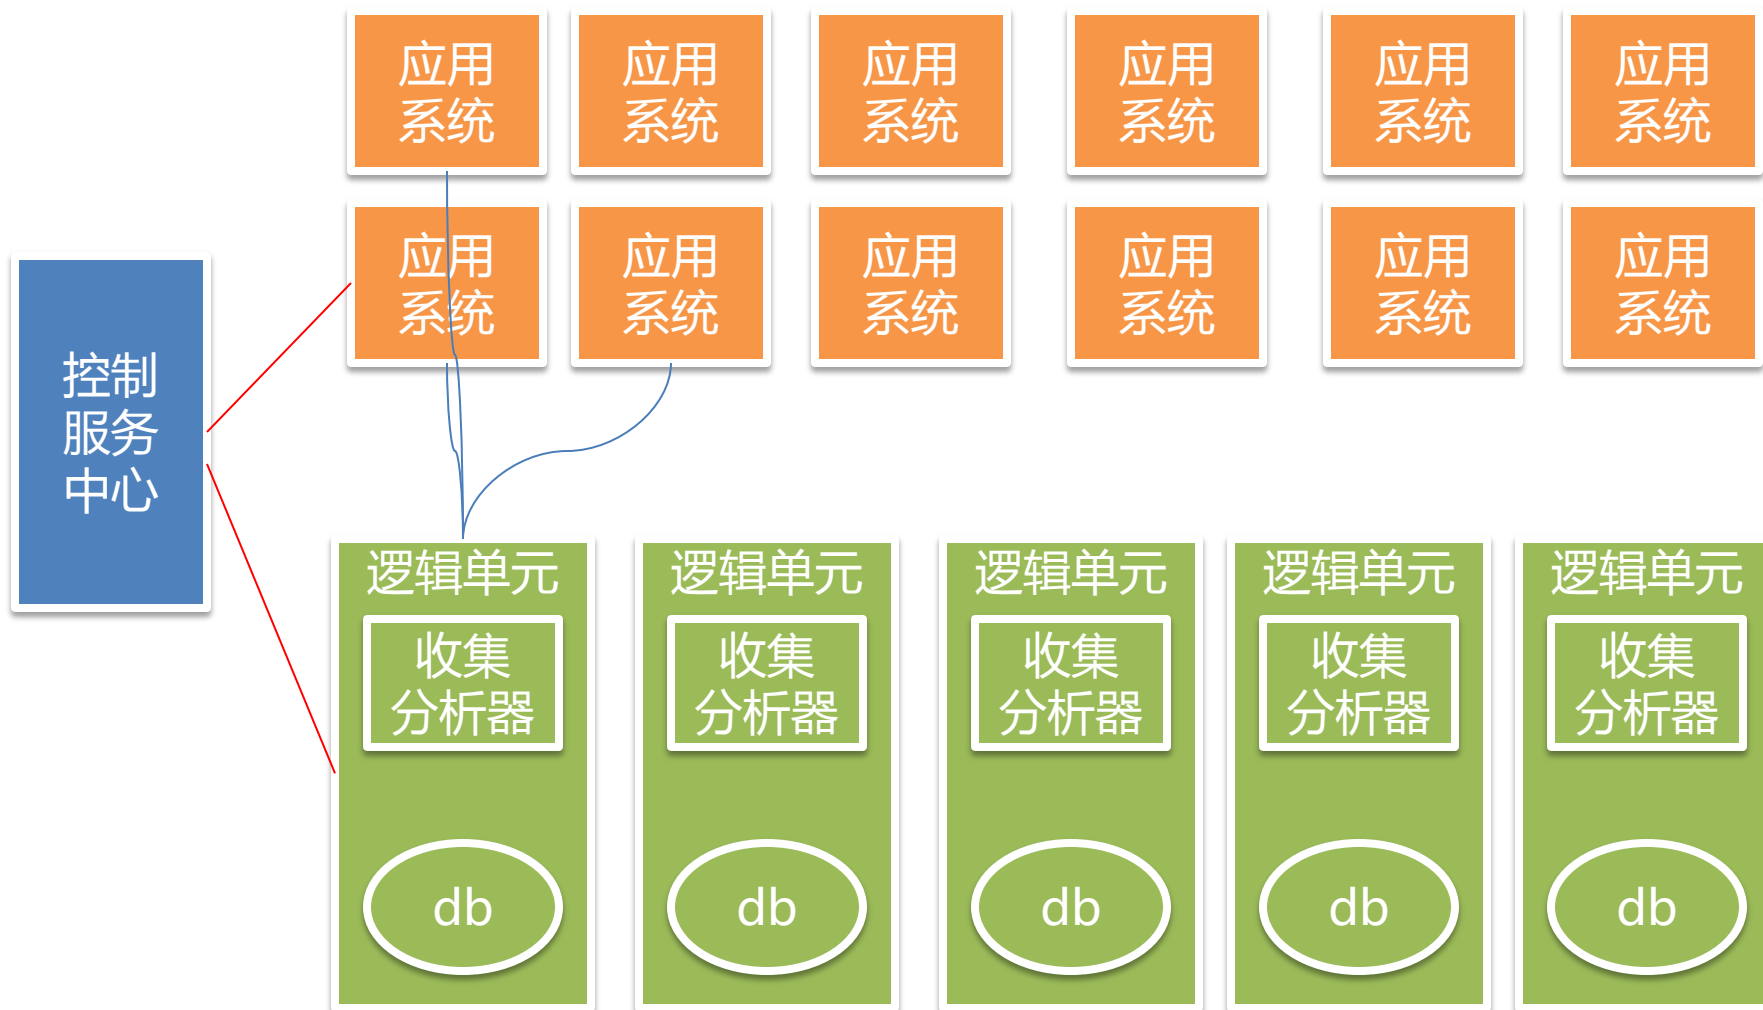 应用
系统
应用
系统
应用
系统
应用
系统
应用
系统
应用
系统
应用
系统
应用
系统
应用
系统
应用
系统
应用
系统
应用
系统
控制
服务
中心
逻辑单元
收集
分析器
db
逻辑单元
收集
分析器
db
逻辑单元
收集
分析器
db
逻辑单元
收集
分析器
db
逻辑单元
收集
分析器
db